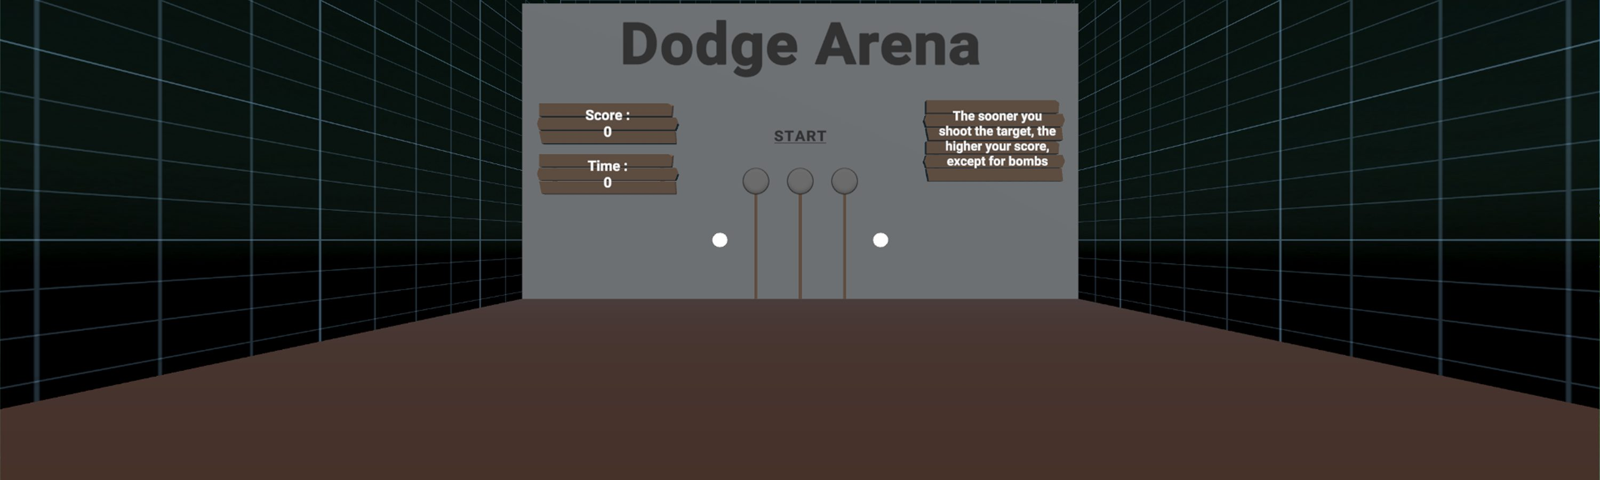 Dodge Arena
Score :
0
Time :
0
START
The sooner you
shoot the target, the
higher your score,
except for bombs